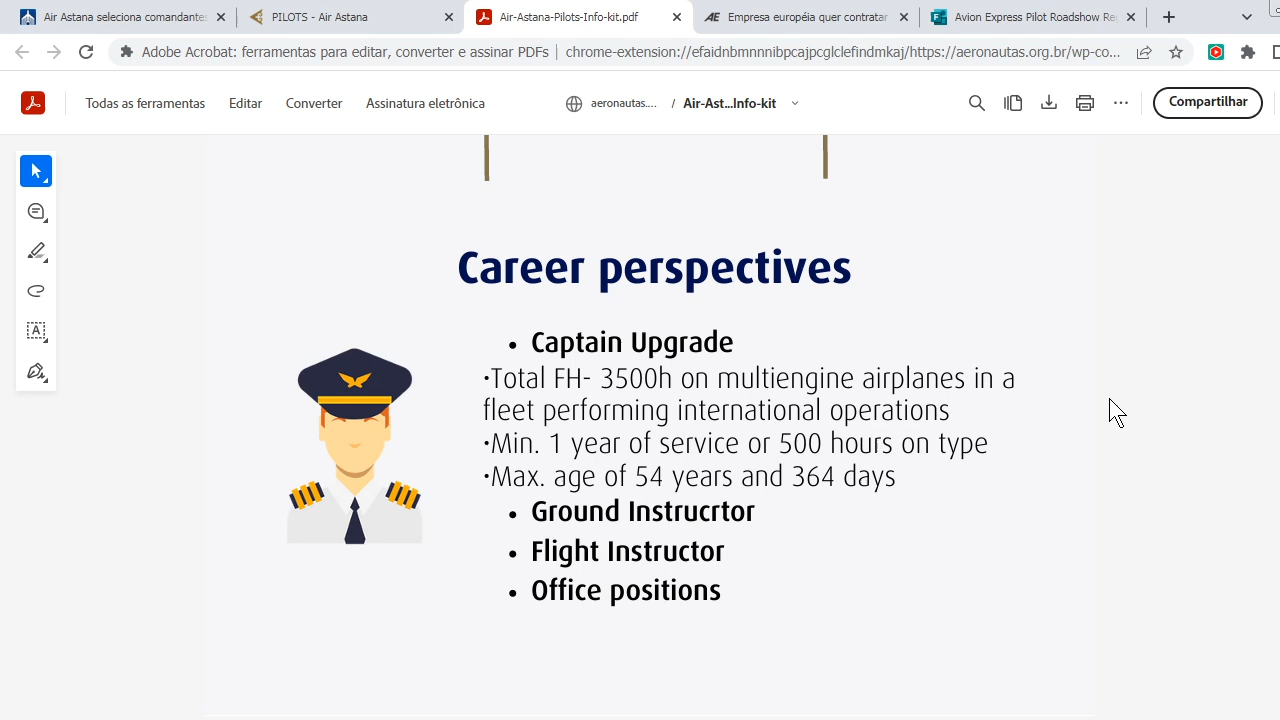 Air Astana seleciona comandantes
PILOTS - Air Astana
Air-Astana-Pilots-Info-kit.pdf
AE Empresa européia quer contratar
Avion Express Pilot Roadshow Re
Adobe Acrobat: ferramentas para editar, converter e assinar PDFs
chrome-extension://efaidnbmnnnibpcajpcglclefindmkaj/https://aeronautas.org.br/wp-co...
Todas as ferramentas
Editar
Converter
Assinatura eletrônica
aeronautas.... / Air-Ast...Info-kit
Compartilhar
Career perspectives
• Captain Upgrade
·Total FH- 3500h on multiengine airplanes in a
fleet performing international operations
·Min. 1 year of service or 500 hours on type
·Max. age of 54 years and 364 days
• Ground Instrucrtor
• Flight Instructor
• Office positions